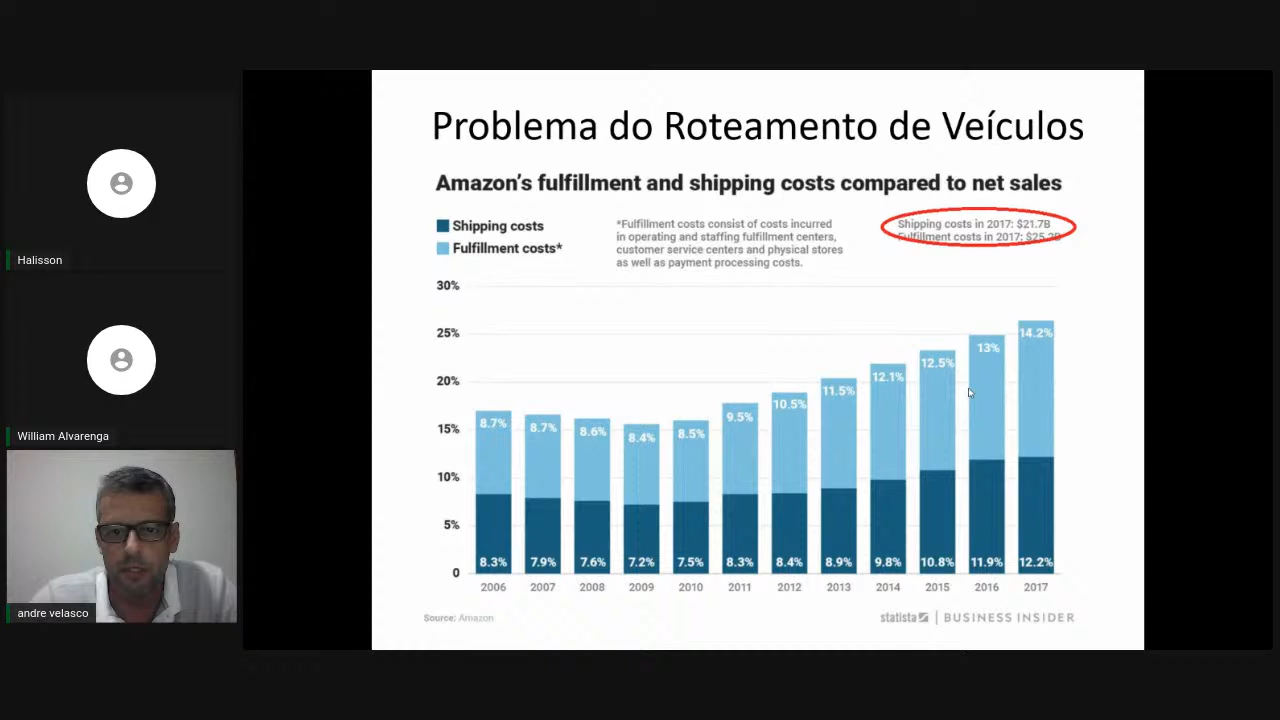 Problema do Roteamento de Veículos
Amazon's fulfillment and shipping costs compared to net sales
Shipping costs
Fulfillment costs*
*Fulfillment costs consist of costs incurred
in operating and staffing fulfillment centers,
customer service centers and physical stores
as well as payment processing costs.
Shipping costs in 2017: $21.7B
Fulfillment costs in 2017: $25.2B
30%
25%
20%
15%
10%
5%
0
8.7% 8.7% 8.6% 8.4% 8.5% 9.5% 10.5% 11.5% 12.1% 12.5% 13% 14.2%
8.3% 7.9% 7.6% 7.2% 7.5% 8.3% 8.4% 8.9% 9.8% 10.8% 11.9% 12.2%
2006 2007 2008 2009 2010 2011 2012 2013 2014 2015 2016 2017
Source: Amazon
statista | BUSINESS INSIDER
Halisson
William Alvarenga
andre velasco